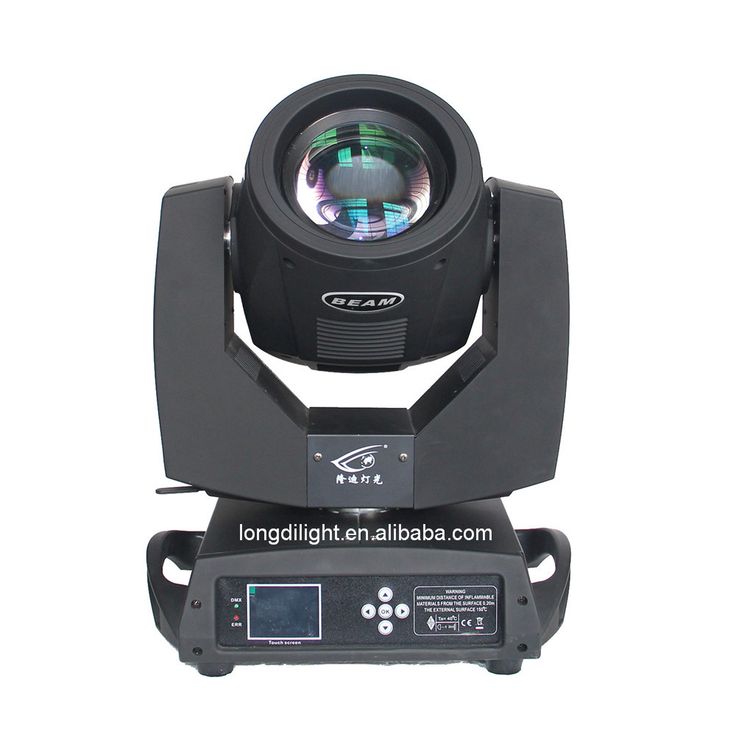 BEAM
®
隆迪灯光
longdilight.en.alibaba.com
DMX
ERR
Touch screen
OK
WARNING
MINIMUM DISTANCE OF INFLAMMABLE
MATERIALS FROM THE SURFACE 0.20m
THE EXTERNAL SURFACE 150℃
Ta= 40℃
CE